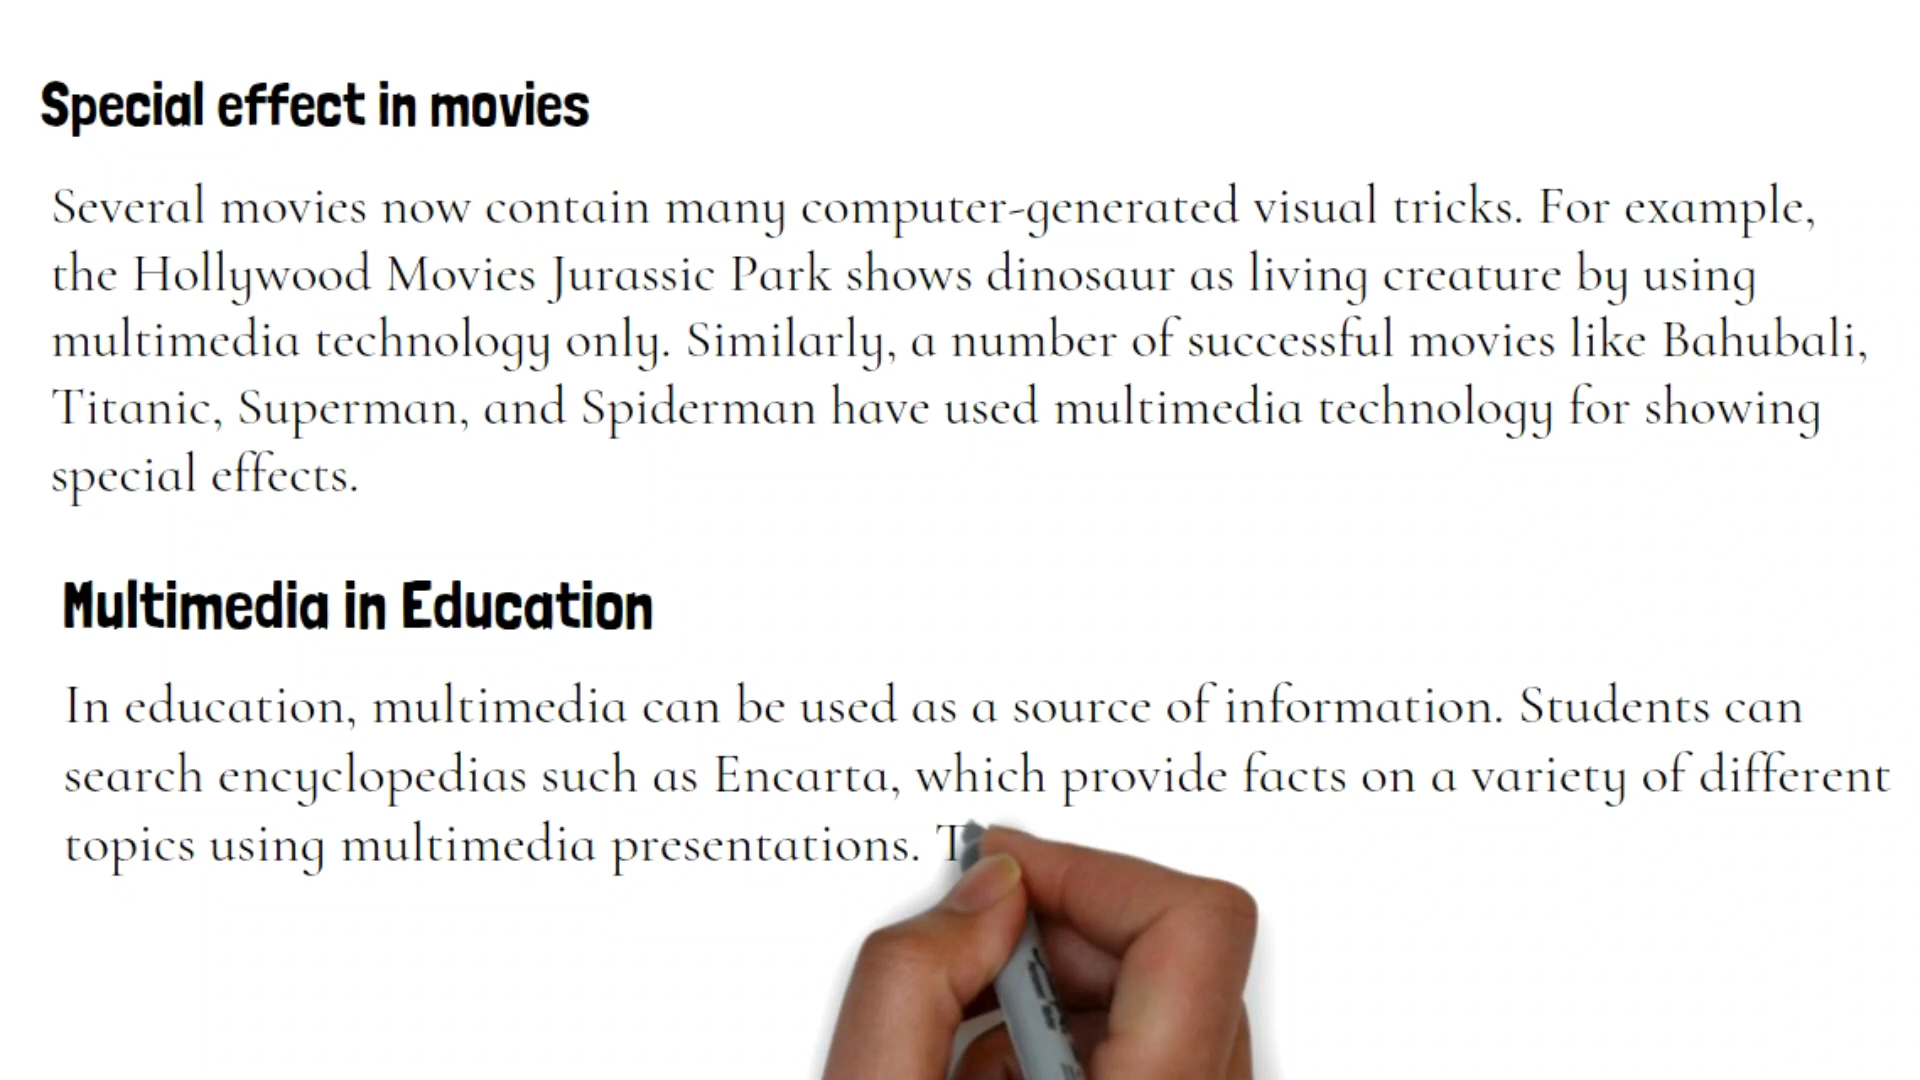 Special effect in movies
Several movies now contain many computer-generated visual tricks. For example,
the Hollywood Movies Jurassic Park shows dinosaur as living creature by using
multimedia technology only. Similarly, a number of successful movies like Bahubali,
Titanic, Superman, and Spiderman have used multimedia technology for showing
special effects.
Multimedia in Education
In education, multimedia can be used as a source of information. Students can
search encyclopedias such as Encarta, which provide facts on a variety of different
topics using multimedia presentations. T